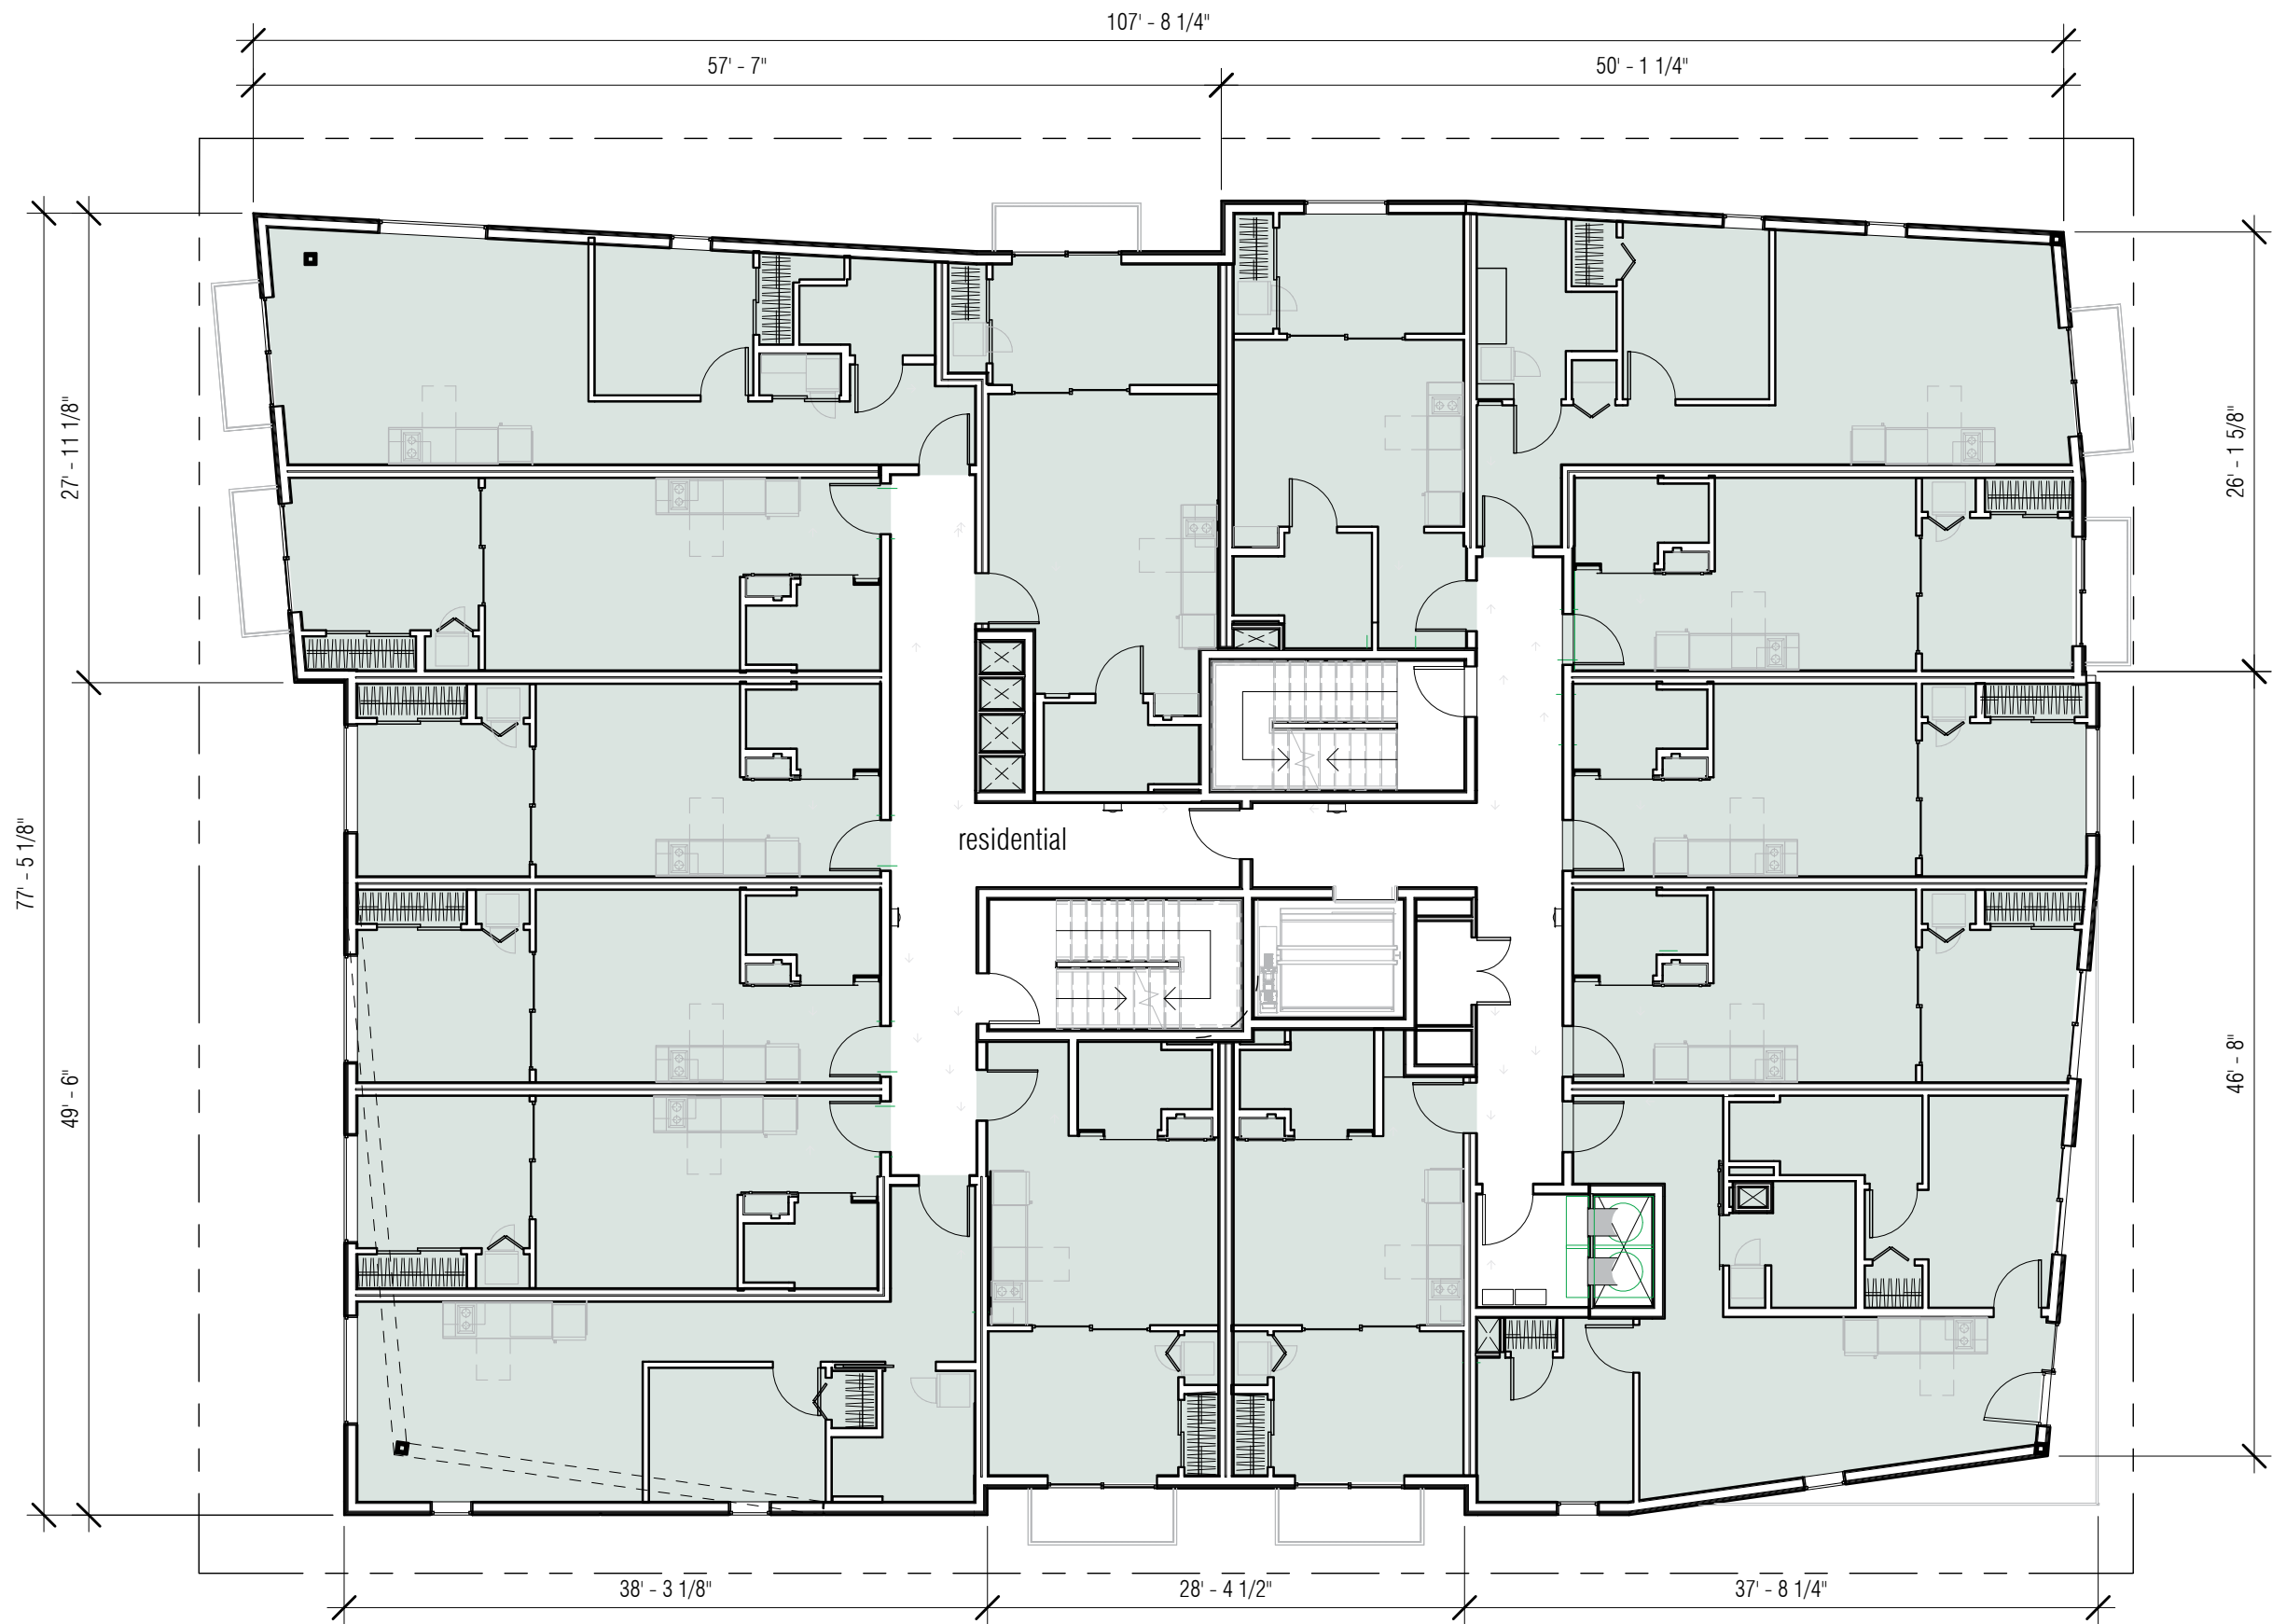 107' - 8 1/4"
57' - 7"
50' - 1 1/4"
27' - 11 1/8"
26' - 1 5/8"
77' - 5 1/8"
residential
49' - 6"
46' - 8"
38' - 3 1/8"
28' - 4 1/2"
37' - 8 1/4"